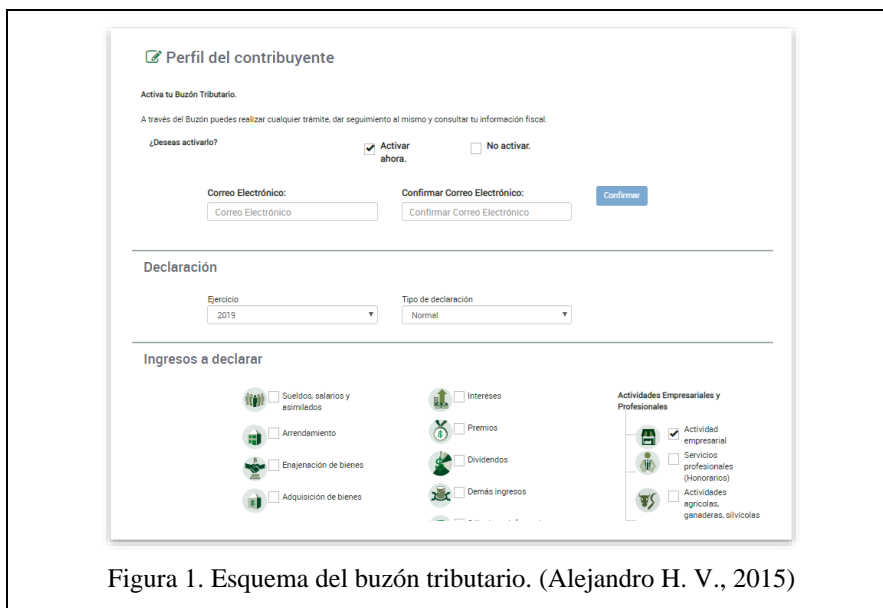 Perfil del contribuyente
Activa tu Buzón Tributario.
A través del Buzón puedes realizar cualquier trámite, dar seguimiento al mismo y consultar tu información fiscal.
¿Deseas activarlo?
Activar
ahora.
No activar.
Correo Electrónico:
Confirmar Correo Electrónico:
Correo Electrónico
Confirmar Correo Electrónico
Confirmar
Declaración
Ejercicio
Tipo de declaración
2019
Normal
Ingresos a declarar
Sueldos, salarios y
asimilados
Arrendamiento
Enajenación de bienes
Adquisición de bienes
Intereses
Premios
Dividendos
Demás ingresos
Actividades Empresariales y
Profesionales
Actividad
empresarial
Servicios
profesionales
(Honorarios)
Actividades
agrícolas,
ganaderas, silvícolas
Figura 1. Esquema del buzón tributario. (Alejandro H. V., 2015)